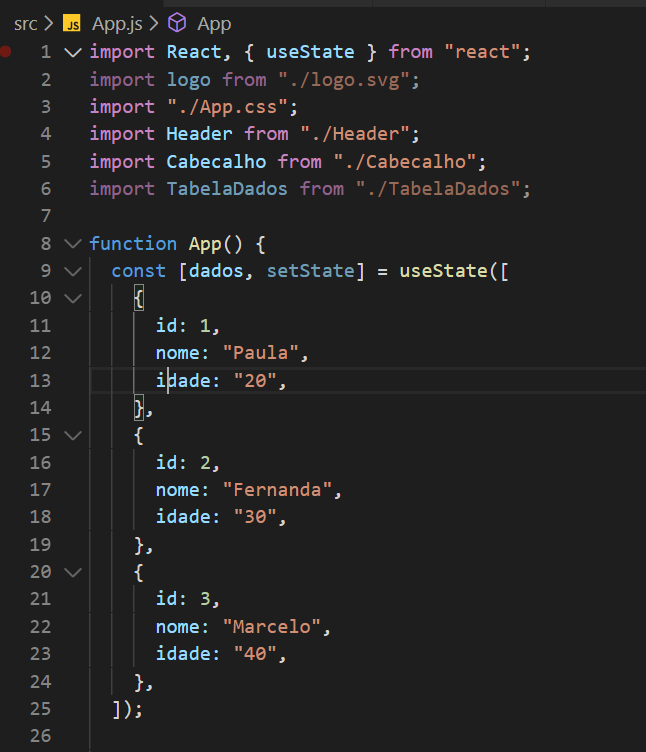 src > JS App.js > App
1 import React, { useState } from "react";
2 import logo from "./logo.svg";
3 import "./App.css";
4 import Header from "./Header";
5 import Cabecalho from "./Cabecalho";
6 import TabelaDados from "./TabelaDados";
7
8 function App() {
9   const [dados, setState] = useState([
10     {
11       id: 1,
12       nome: "Paula",
13       idade: "20",
14     },
15     {
16       id: 2,
17       nome: "Fernanda",
18       idade: "30",
19     },
20     {
21       id: 3,
22       nome: "Marcelo",
23       idade: "40",
24     },
25   ]);
26